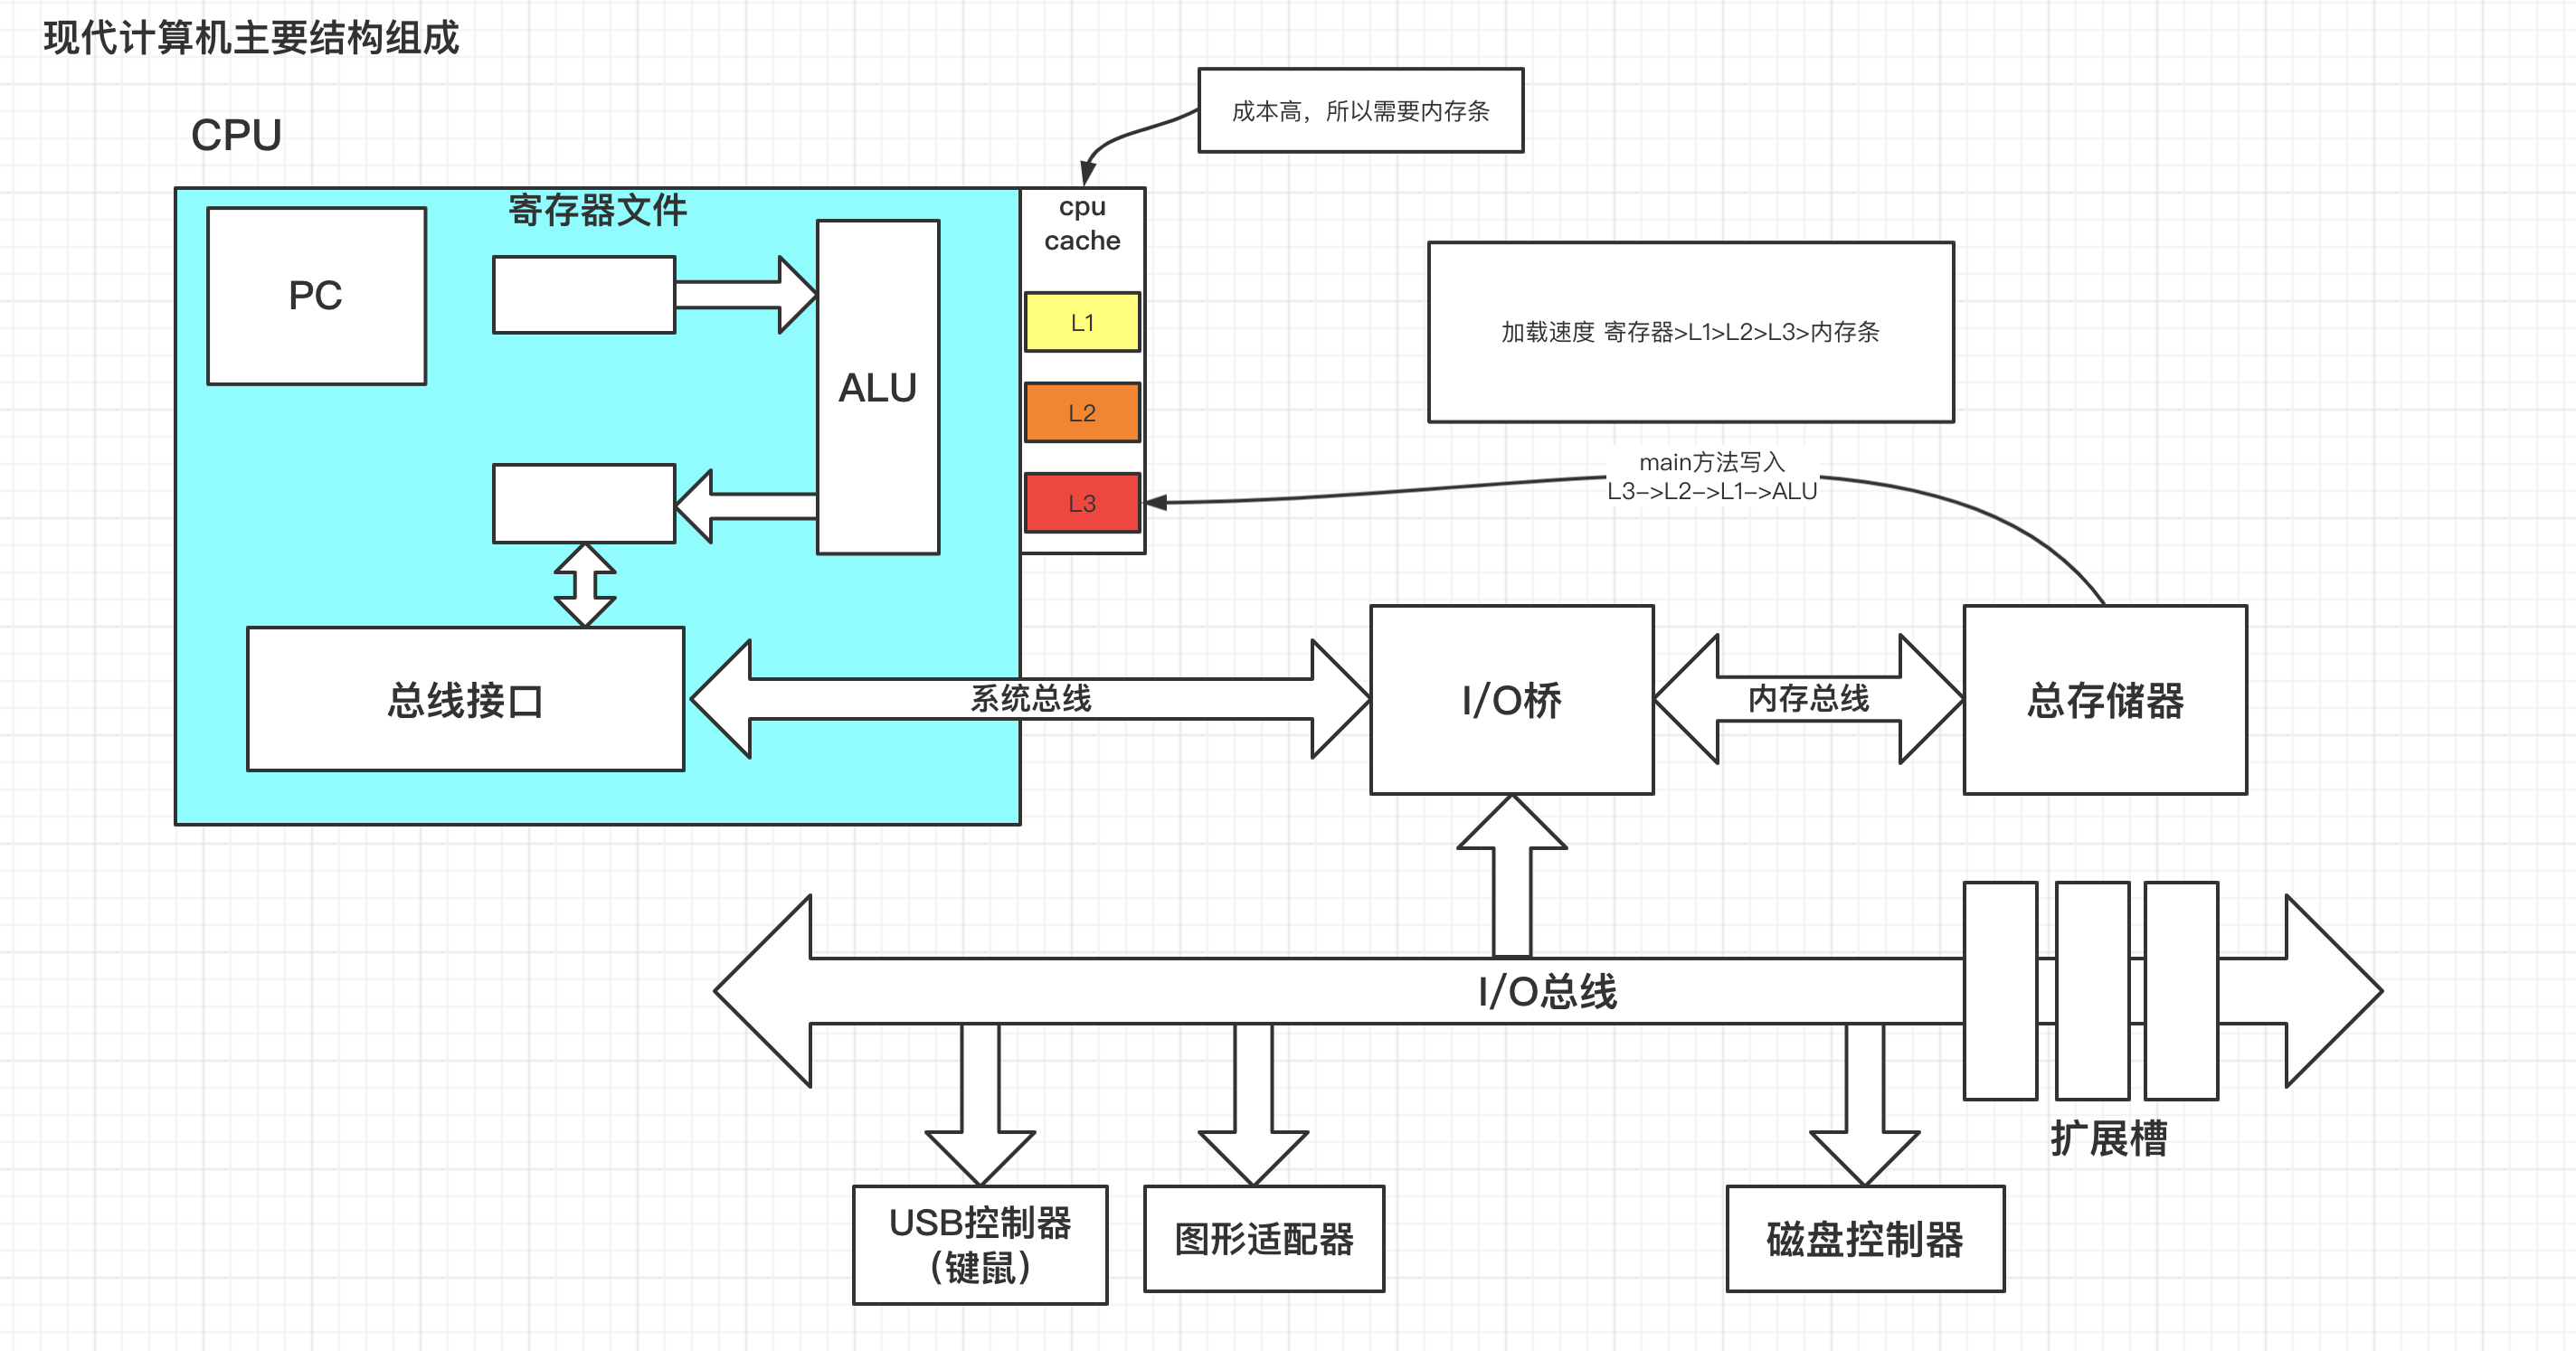 现代计算机主要结构组成
成本高，所以需要内存条
CPU
寄存器文件
cpu
cache
PC
L1
加载速度 寄存器>L1>L2>L3>内存条
ALU
L2
main方法写入
L3->L2->L1->ALU
L3
总线接口
系统总线
I/O桥
内存总线
总存储器
I/O总线
扩展槽
USB控制器
（键鼠）
图形适配器
磁盘控制器